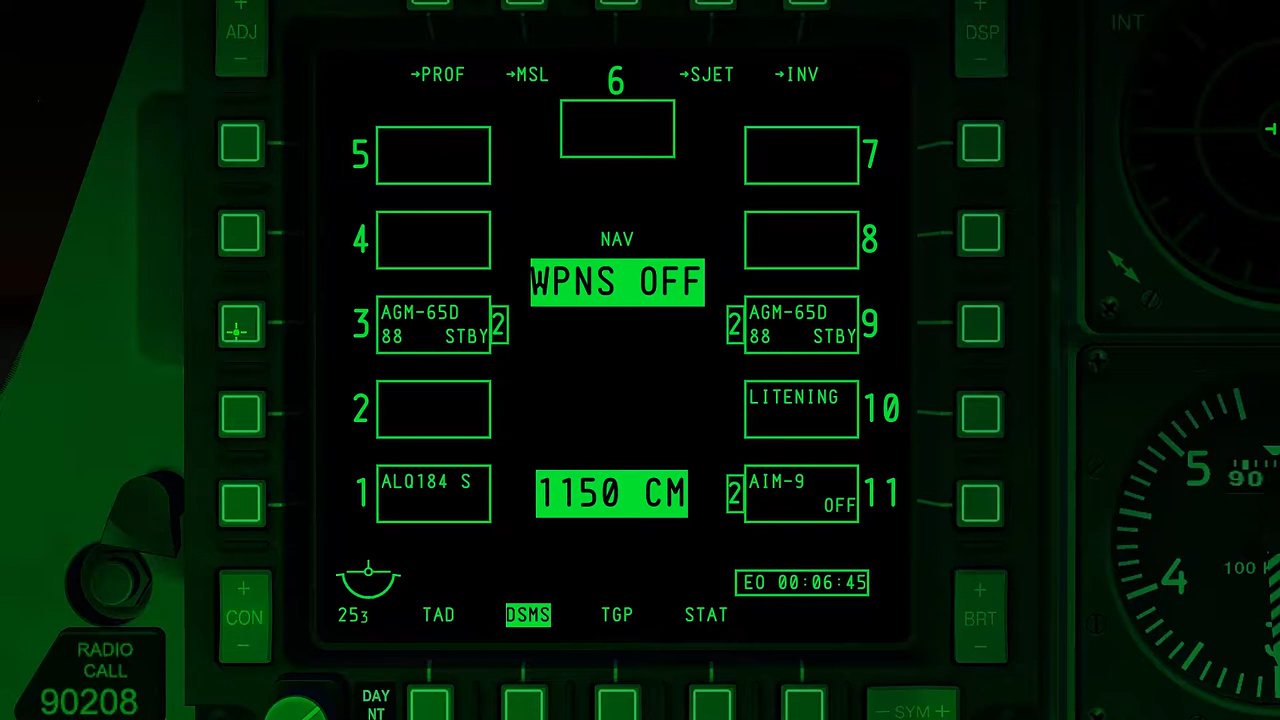 ADJ
DSP
INT
→PROF →MSL 6 →SJET →INV
5
7
4
8
NAV
WPNS OFF
3 AGM-65D 2
88 STBY
2 AGM-65D 9
88 STBY
2
LITENING 10
1 ALQ184 S
1150 CM
2 AIM-9 11
OFF
EO 00:06:45
253 TAD DSMS TGP STAT
CON
BRT
RADIO
CALL
90208
DAY
NT
– SYM +
5
90
4
100